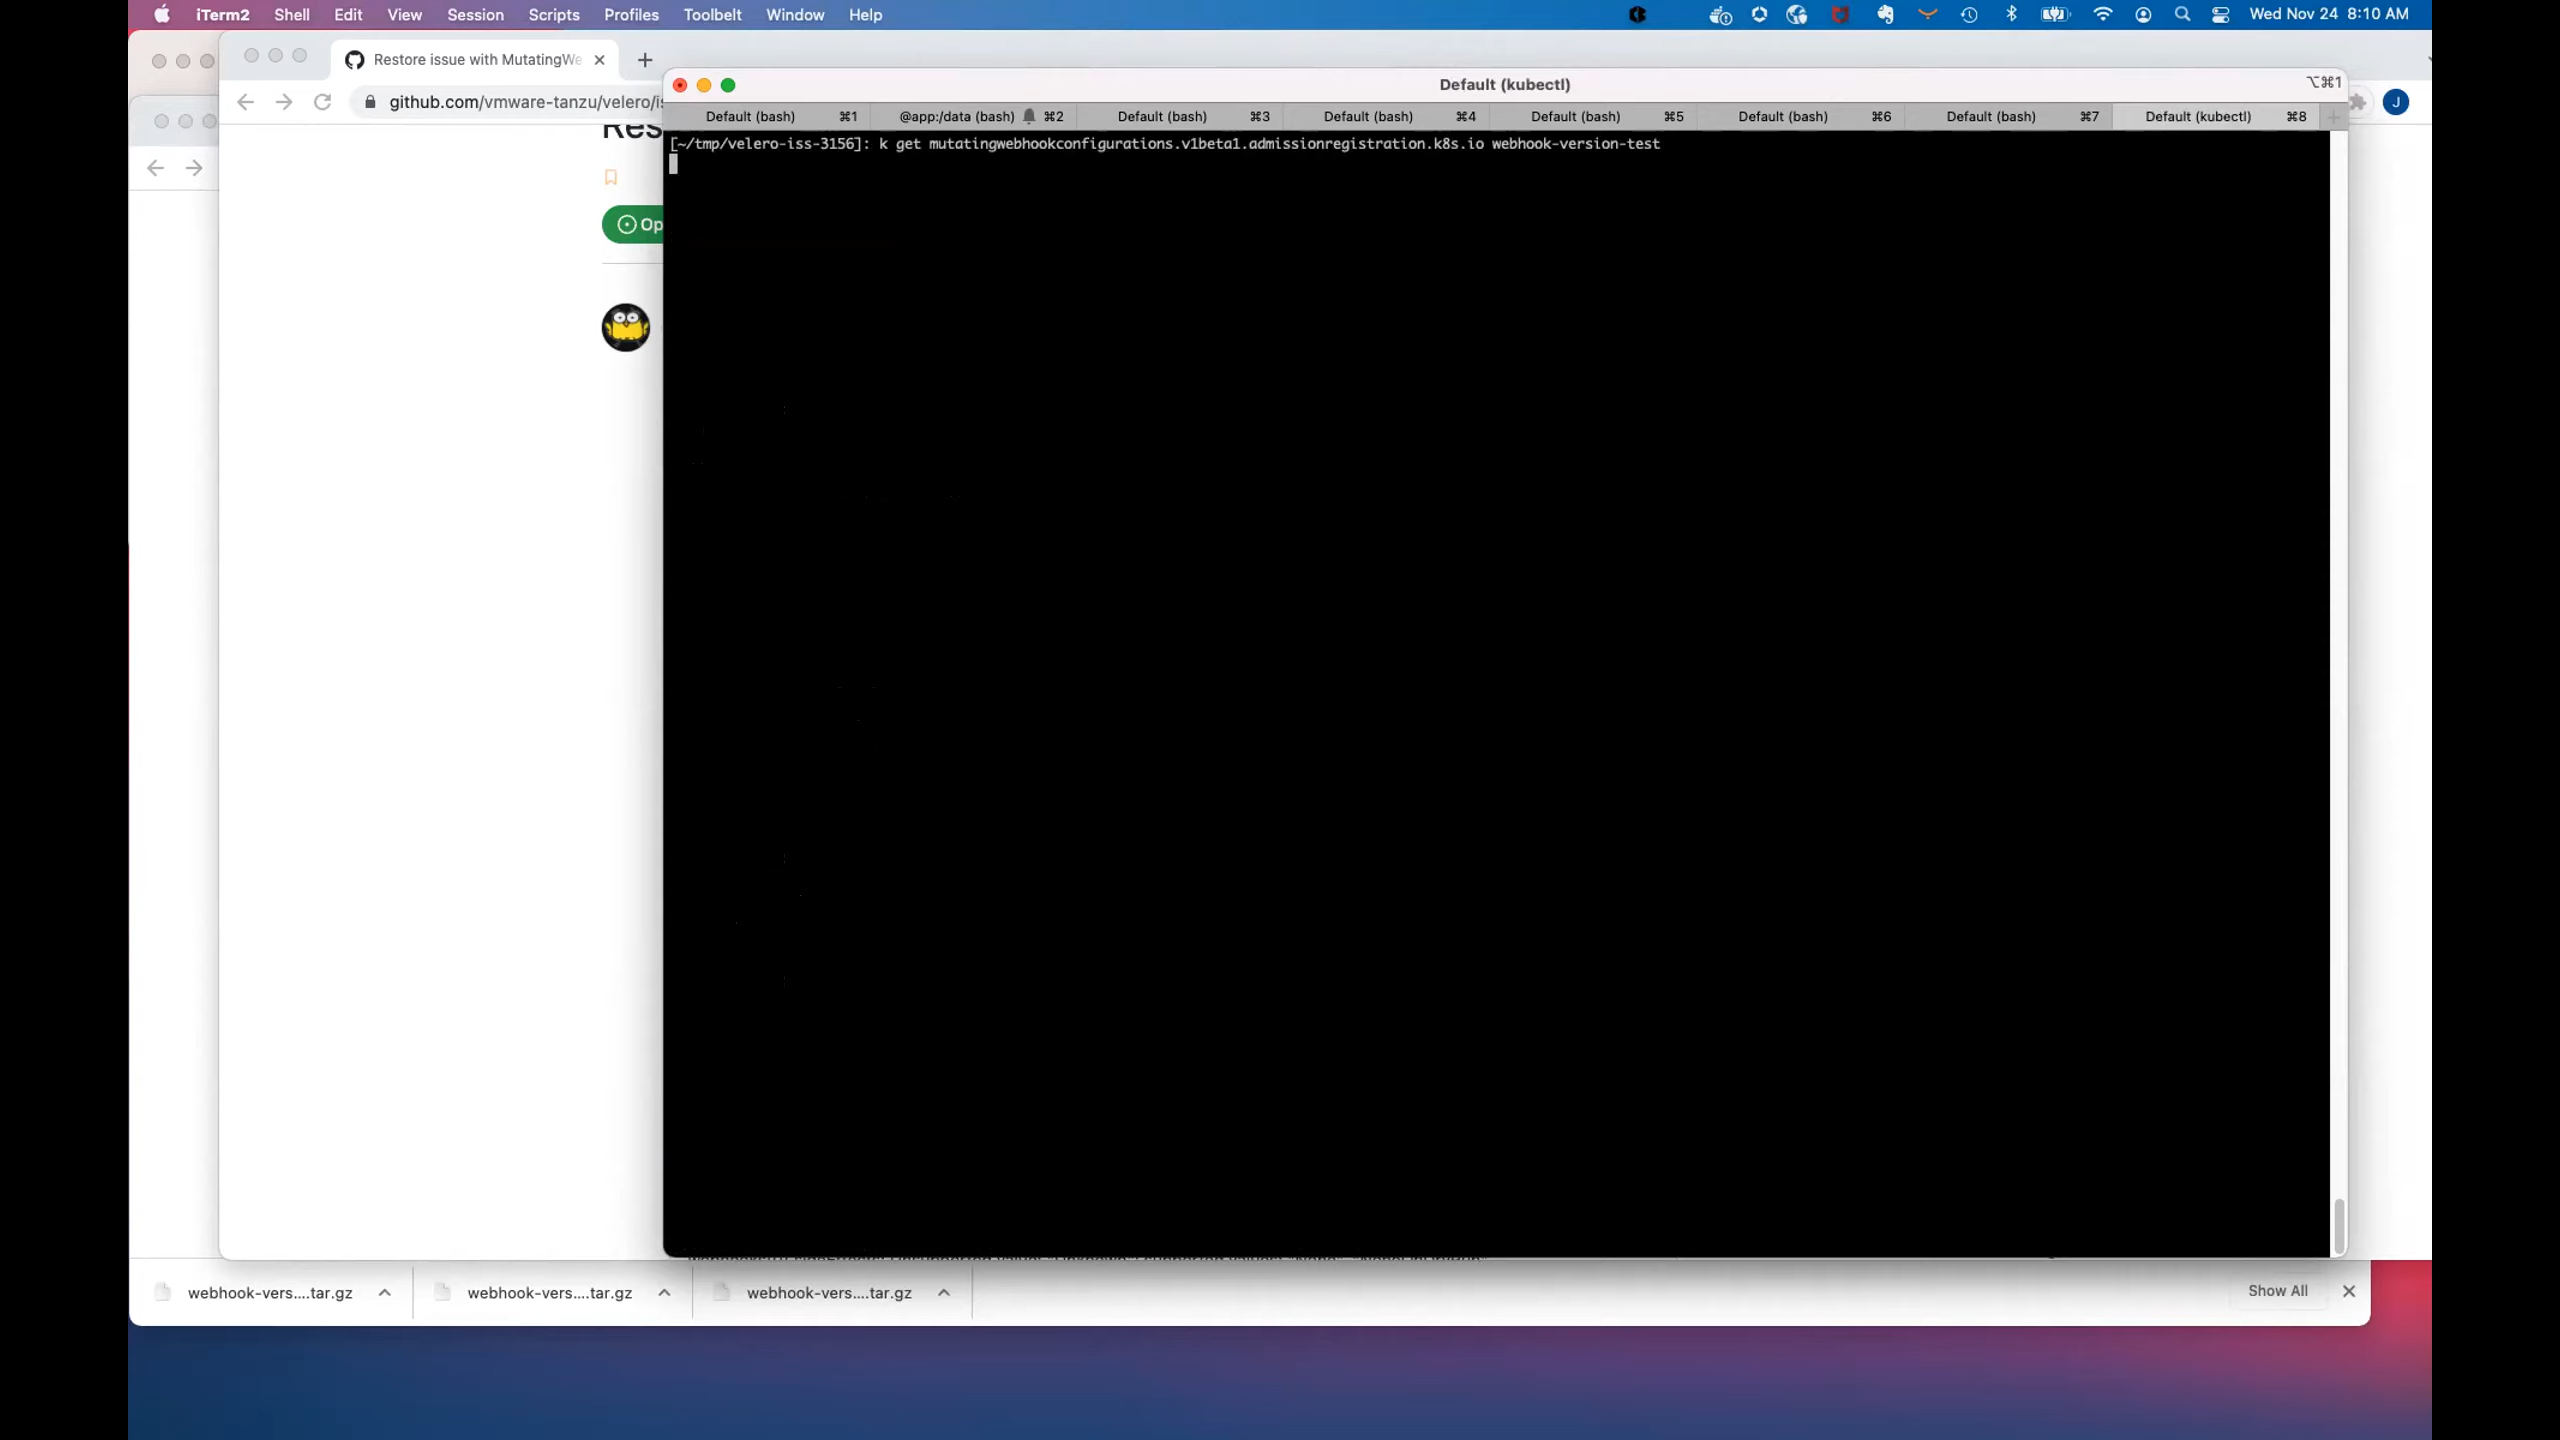 iTerm2 Shell Edit View Session Scripts Profiles Toolbelt Window Help Wed Nov 24 8:10 AM
Restore issue with MutatingWe
Default (kubectl) ⌥⌘1
github.com/vmware-tanzu/velero/is
J
Default (bash) ⌘1 @app:/data (bash) ⌘2 Default (bash) ⌘3 Default (bash) ⌘4 Default (bash) ⌘5 Default (bash) ⌘6 Default (bash) ⌘7 Default (kubectl) ⌘8
Res
[~/tmp/velero-iss-3156]: k get mutatingwebhookconfigurations.v1beta1.admissionregistration.k8s.io webhook-version-test
Op
webhook-vers....tar.gz webhook-vers....tar.gz webhook-vers....tar.gz Show All